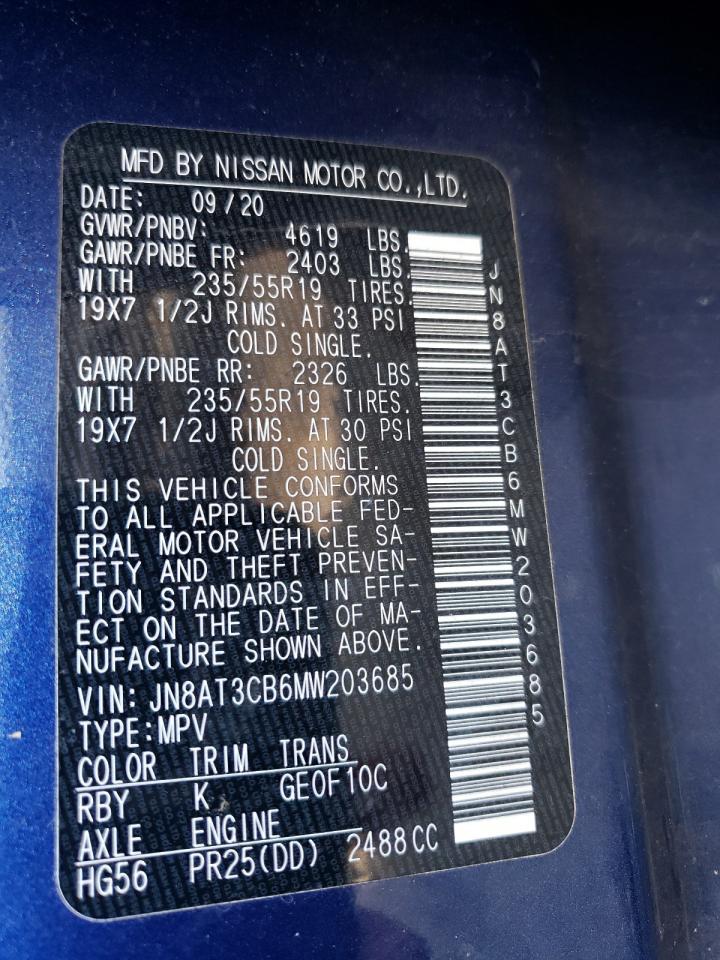 MFD BY NISSAN MOTOR CO.,LTD.
DATE: 09/20
GVWR/PNBV: 4619 LBS.
GAWR/PNBE FR: 2403 LBS.
WITH 235/55R19 TIRES.
19X7 1/2J RIMS. AT 33 PSI
COLD SINGLE.
GAWR/PNBE RR: 2326 LBS.
WITH 235/55R19 TIRES.
19X7 1/2J RIMS. AT 30 PSI
COLD SINGLE.
THIS VEHICLE CONFORMS
TO ALL APPLICABLE FED-
ERAL MOTOR VEHICLE SA-
FETY AND THEFT PREVEN-
TION STANDARDS IN EFF-
ECT ON THE DATE OF MA-
NUFACTURE SHOWN ABOVE.
VIN: JN8AT3CB6MW203685
TYPE:MPV
COLOR TRIM TRANS
RBY K GE0F10C
AXLE ENGINE
HG56 PR25(DD) 2488CC
JN8AT3CB6MW203685